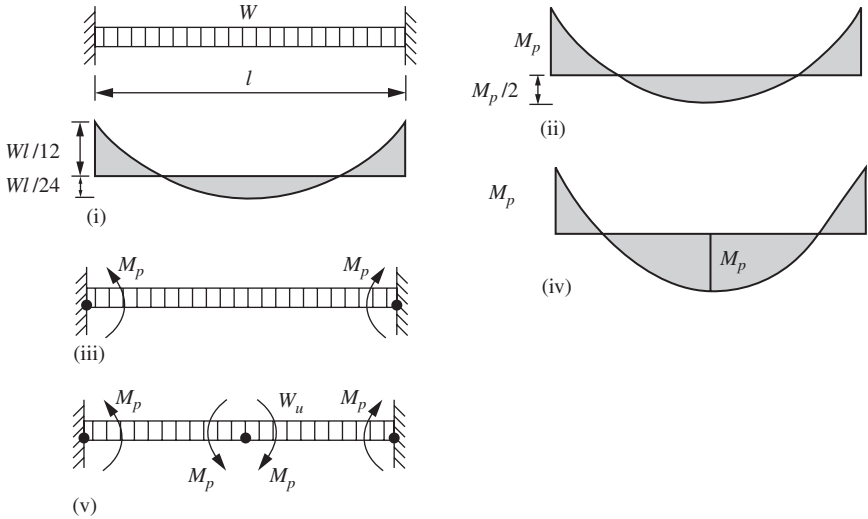 W
l
Wl/12
Wl/24
(i)
M_p
M_p/2
(ii)
M_p
M_p
(iv)
M_p M_p
(iii)
M_p W_u M_p
M_p M_p
(v)